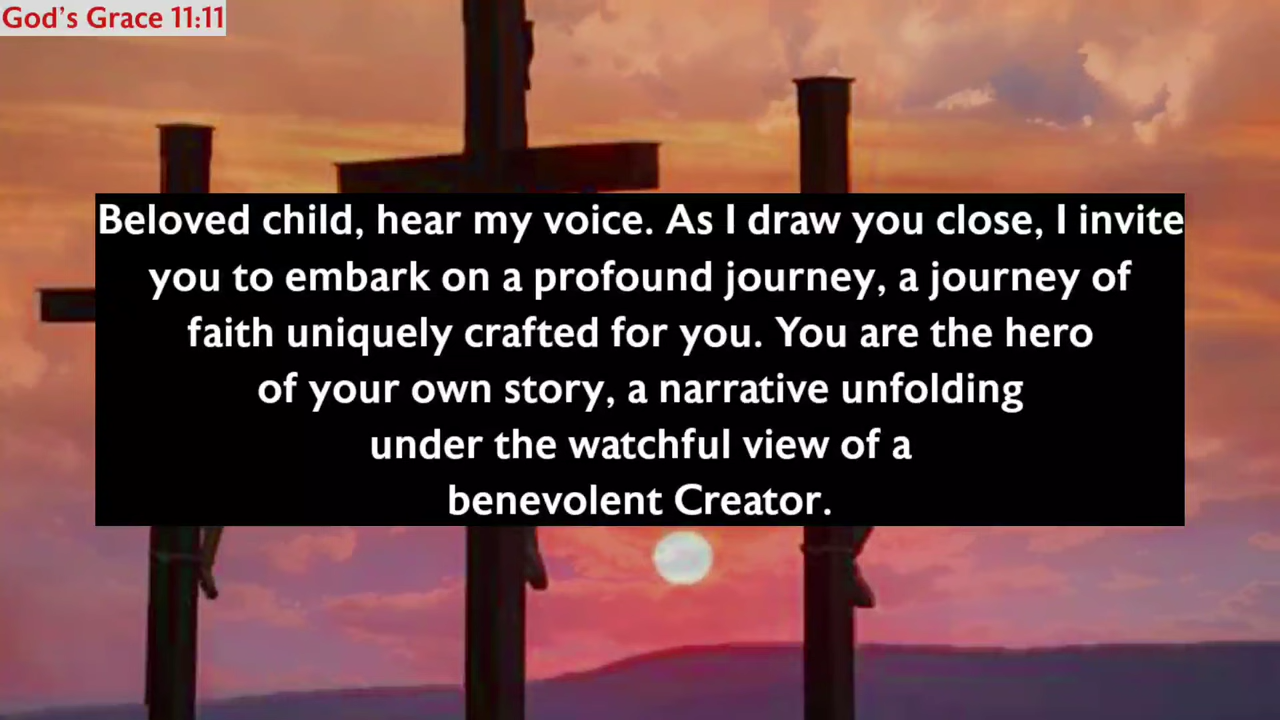 God's Grace 11:11
Beloved child, hear my voice. As I draw you close, I invite
you to embark on a profound journey, a journey of
faith uniquely crafted for you. You are the hero
of your own story, a narrative unfolding
under the watchful view of a
benevolent Creator.